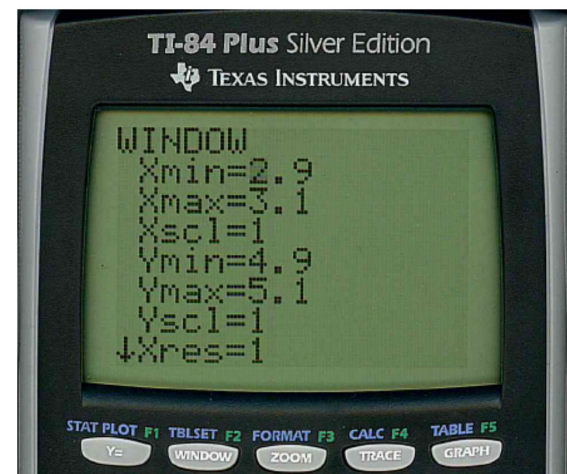 TI-84 Plus Silver Edition
TEXAS INSTRUMENTS
WINDOW
Xmin=2.9
Xmax=3.1
Xscl=1
Ymin=4.9
Ymax=5.1
Yscl=1
↓Xres=1
STAT PLOT F1 TBLSET F2 FORMAT F3 CALC F4 TABLE F5
Y= WINDOW ZOOM TRACE GRAPH